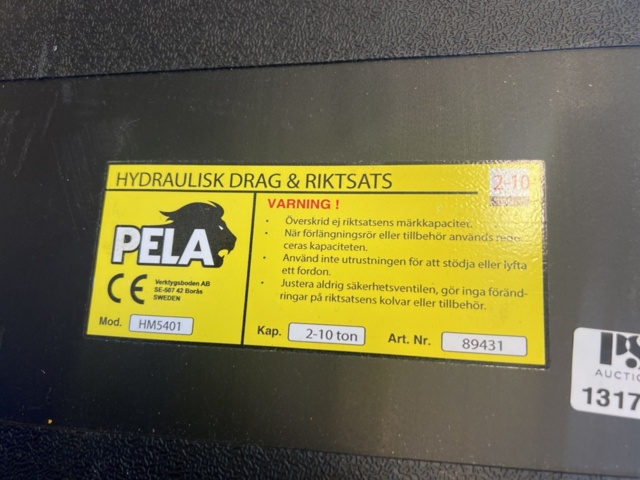 HYDRAULISK DRAG & RIKTSATS
2-10
PELA
CE
Verktygsboden AB
SE-507 42 Borås
SWEDEN
Mod. HM5401
VARNING !
· Överskrid ej riktsatsens märkkapacitet.
· När förlängningsrör eller tillbehör används redu-
ceras kapaciteten.
· Använd inte utrustningen för att stödja eller lyfta
ett fordon.
· Justera aldrig säkerhetsventilen, gör inga föränd-
ringar på riktsatsens kolvar eller tillbehör.
Kap. 2-10 ton
Art. Nr. 89431
1317